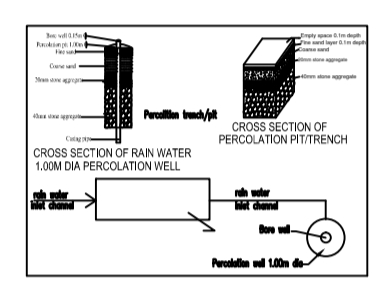 Bore well 0.15m
Percolation pit 1.00m
Fine sand
Coarse sand
20mm stone aggregate
40mm stone aggregate
Casing pipe
CROSS SECTION OF RAIN WATER
1.00M DIA PERCOLATION WELL
Percolition trench/pit
Empty space 0.1m depth
Fine sand layer 0.1m depth
Coarse sand
20mm stone aggregate
40mm stone aggregate
CROSS SECTION OF
PERCOLATION PIT/TRENCH
rain water
inlet channel
rain water
inlet channel
Bore well
Percolation well 1.00m dia